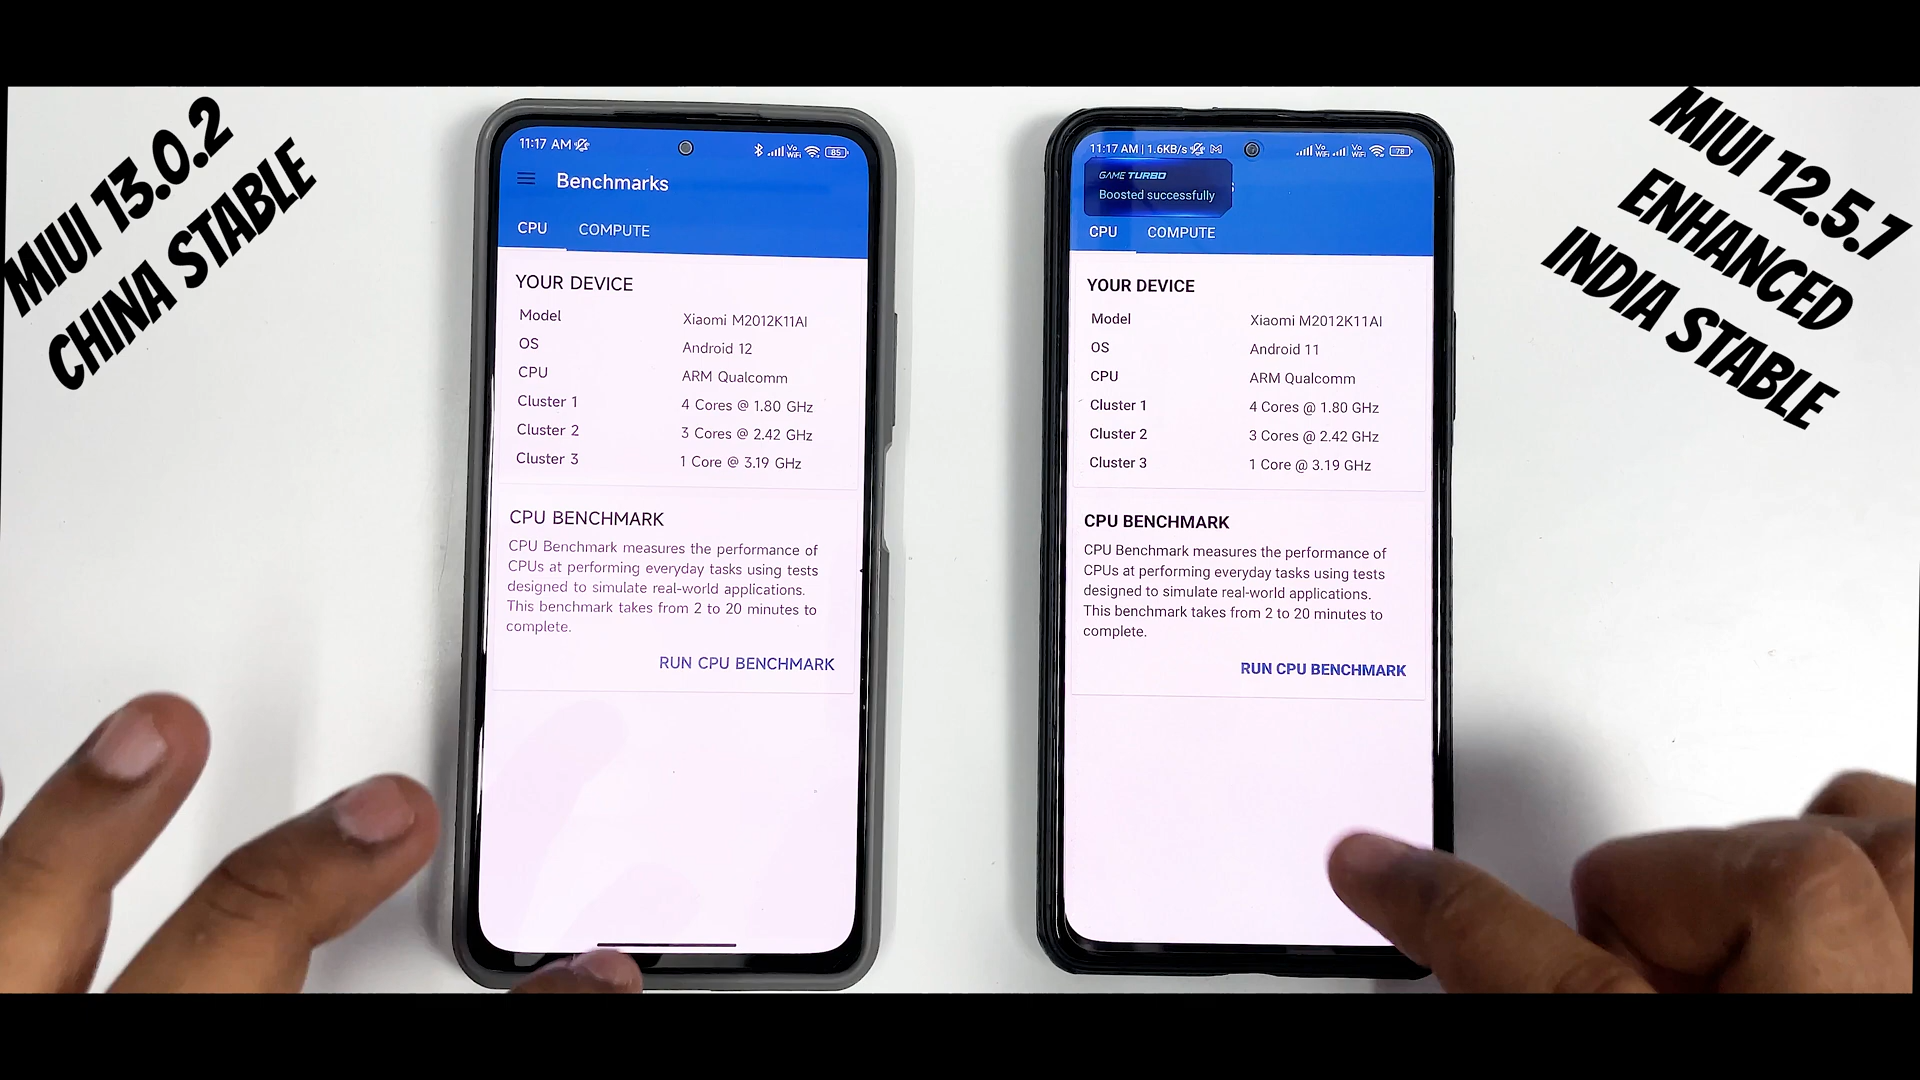 MIUI 13.0.2
CHINA STABLE
11:17 AM
Vo
WiFi
85
Benchmarks
CPU COMPUTE
YOUR DEVICE
Model Xiaomi M2012K11AI
OS Android 12
CPU ARM Qualcomm
Cluster 1 4 Cores @ 1.80 GHz
Cluster 2 3 Cores @ 2.42 GHz
Cluster 3 1 Core @ 3.19 GHz
CPU BENCHMARK
CPU Benchmark measures the performance of
CPUs at performing everyday tasks using tests
designed to simulate real-world applications.
This benchmark takes from 2 to 20 minutes to
complete.
RUN CPU BENCHMARK
11:17 AM | 1.6KB/s
Vo
WiFi
Vo
WiFi
78
GAME TURBO
Boosted successfully
s
CPU COMPUTE
YOUR DEVICE
Model Xiaomi M2012K11AI
OS Android 11
CPU ARM Qualcomm
Cluster 1 4 Cores @ 1.80 GHz
Cluster 2 3 Cores @ 2.42 GHz
Cluster 3 1 Core @ 3.19 GHz
CPU BENCHMARK
CPU Benchmark measures the performance of
CPUs at performing everyday tasks using tests
designed to simulate real-world applications.
This benchmark takes from 2 to 20 minutes to
complete.
RUN CPU BENCHMARK
MIUI 12.5.7
ENHANCED
INDIA STABLE